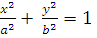 x²/a² + y²/b² = 1